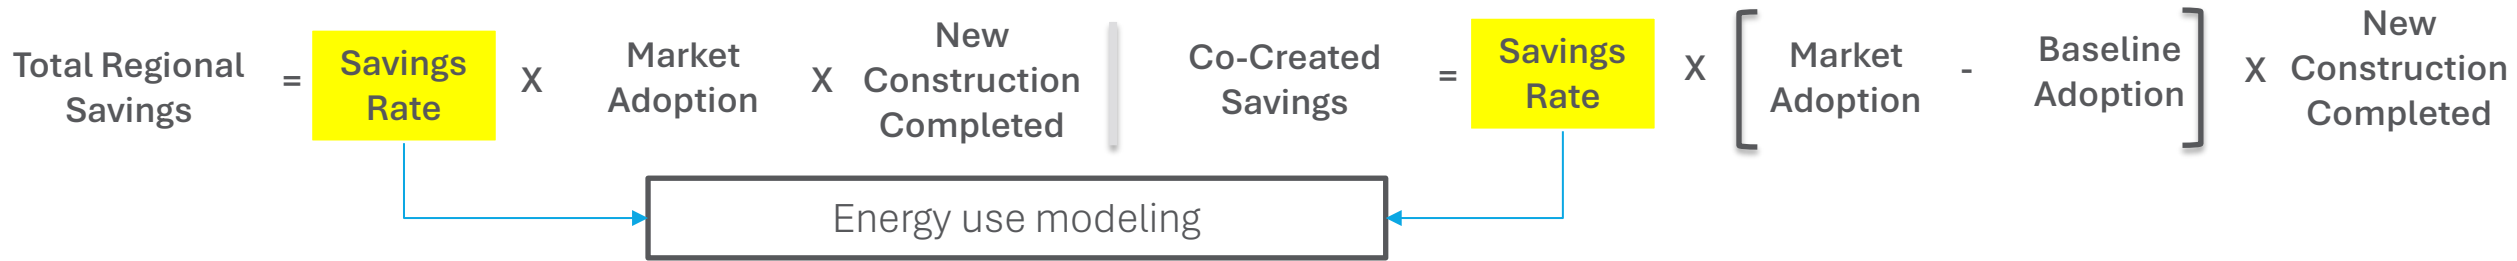 Total Regional
Savings
=
Savings
Rate
X
Market
Adoption
X
New
Construction
Completed
Co-Created
Savings
=
Savings
Rate
X
[
Market
Adoption
-
Baseline
Adoption
]
X
New
Construction
Completed
Energy use modeling